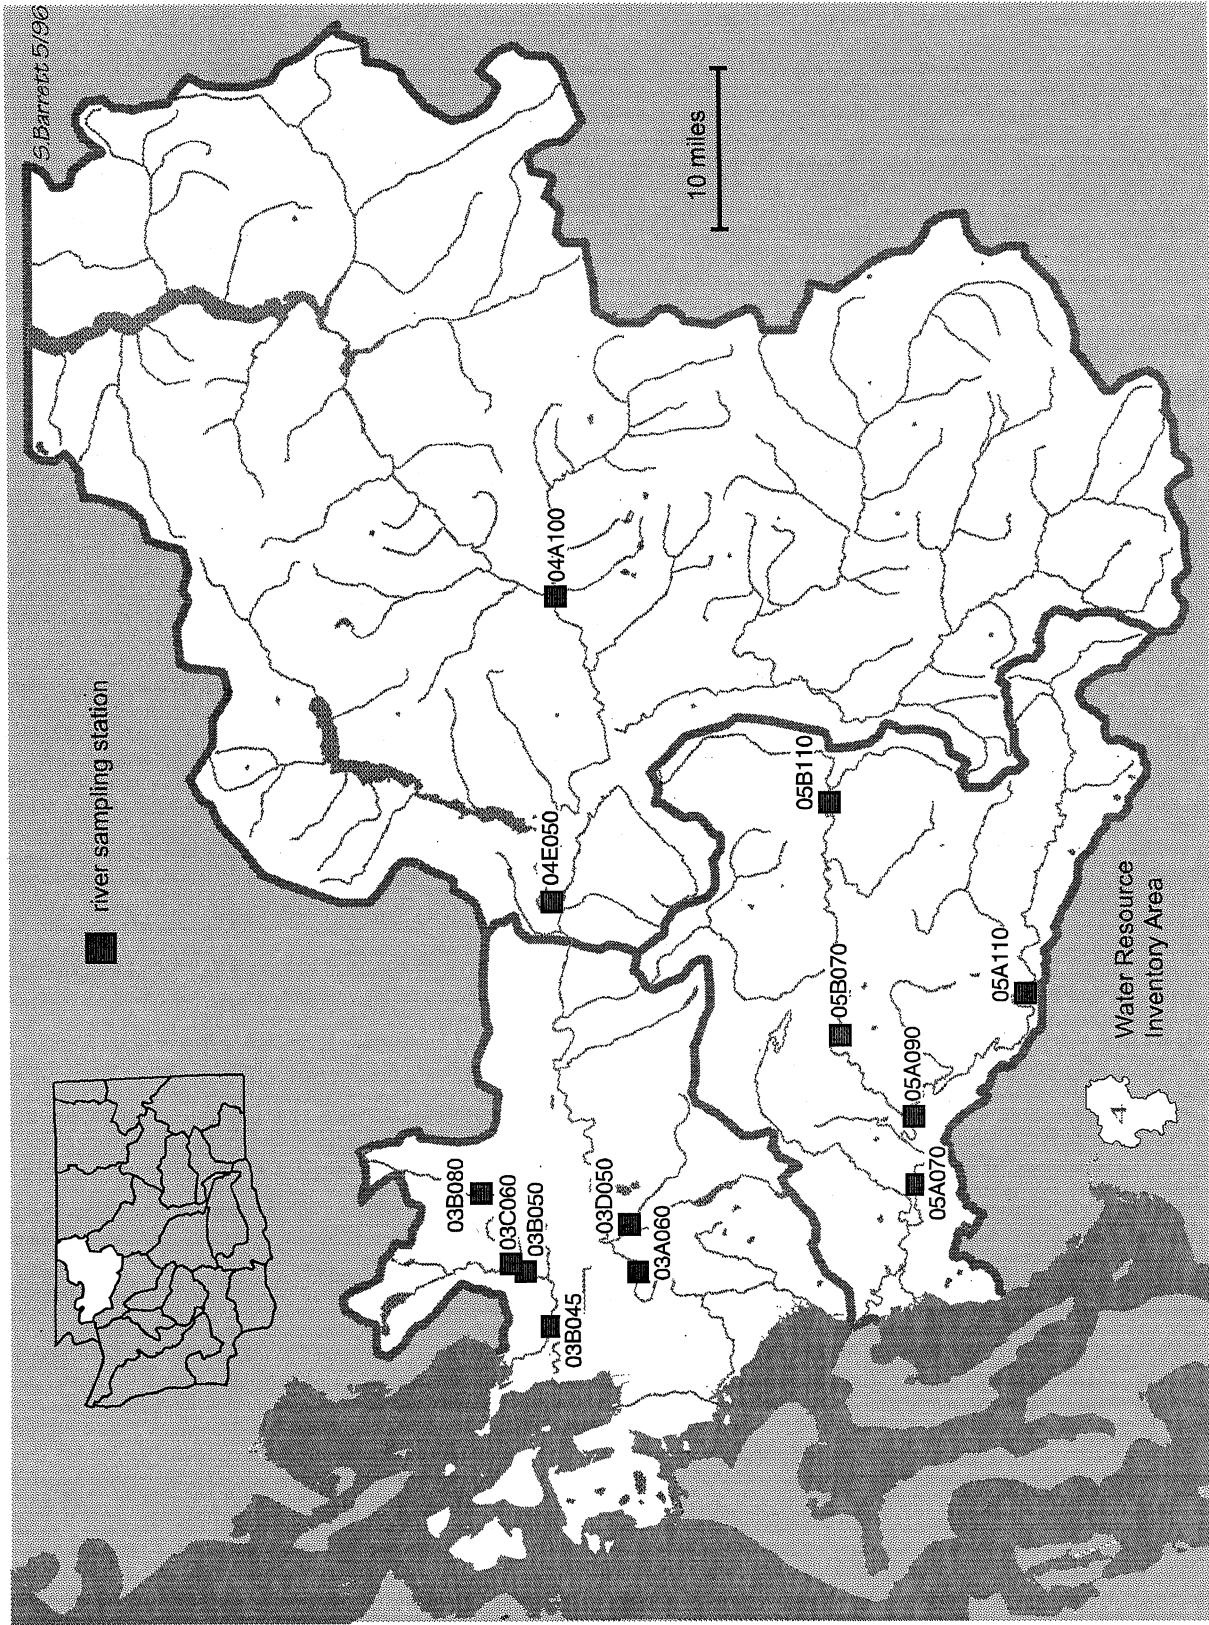 S.Barrett 5/96
river sampling station
10 miles
04A100
04E050
05B110
05B070
05A110
05A090
05A070
03B080
03C060
03B050
03D050
03A060
03B045
Water Resource
Inventory Area
4